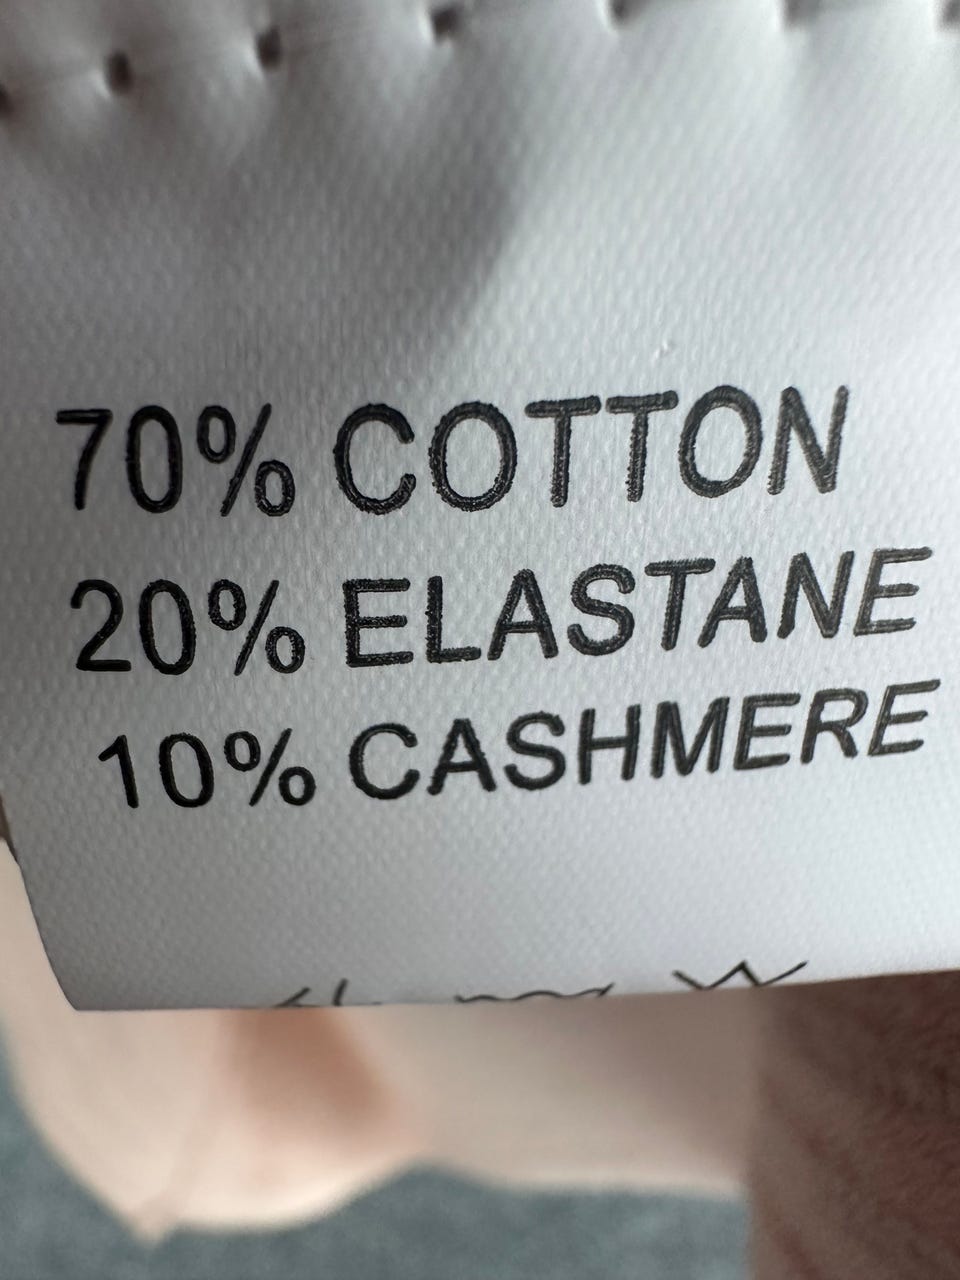 70% COTTON
20% ELASTANE
10% CASHMERE